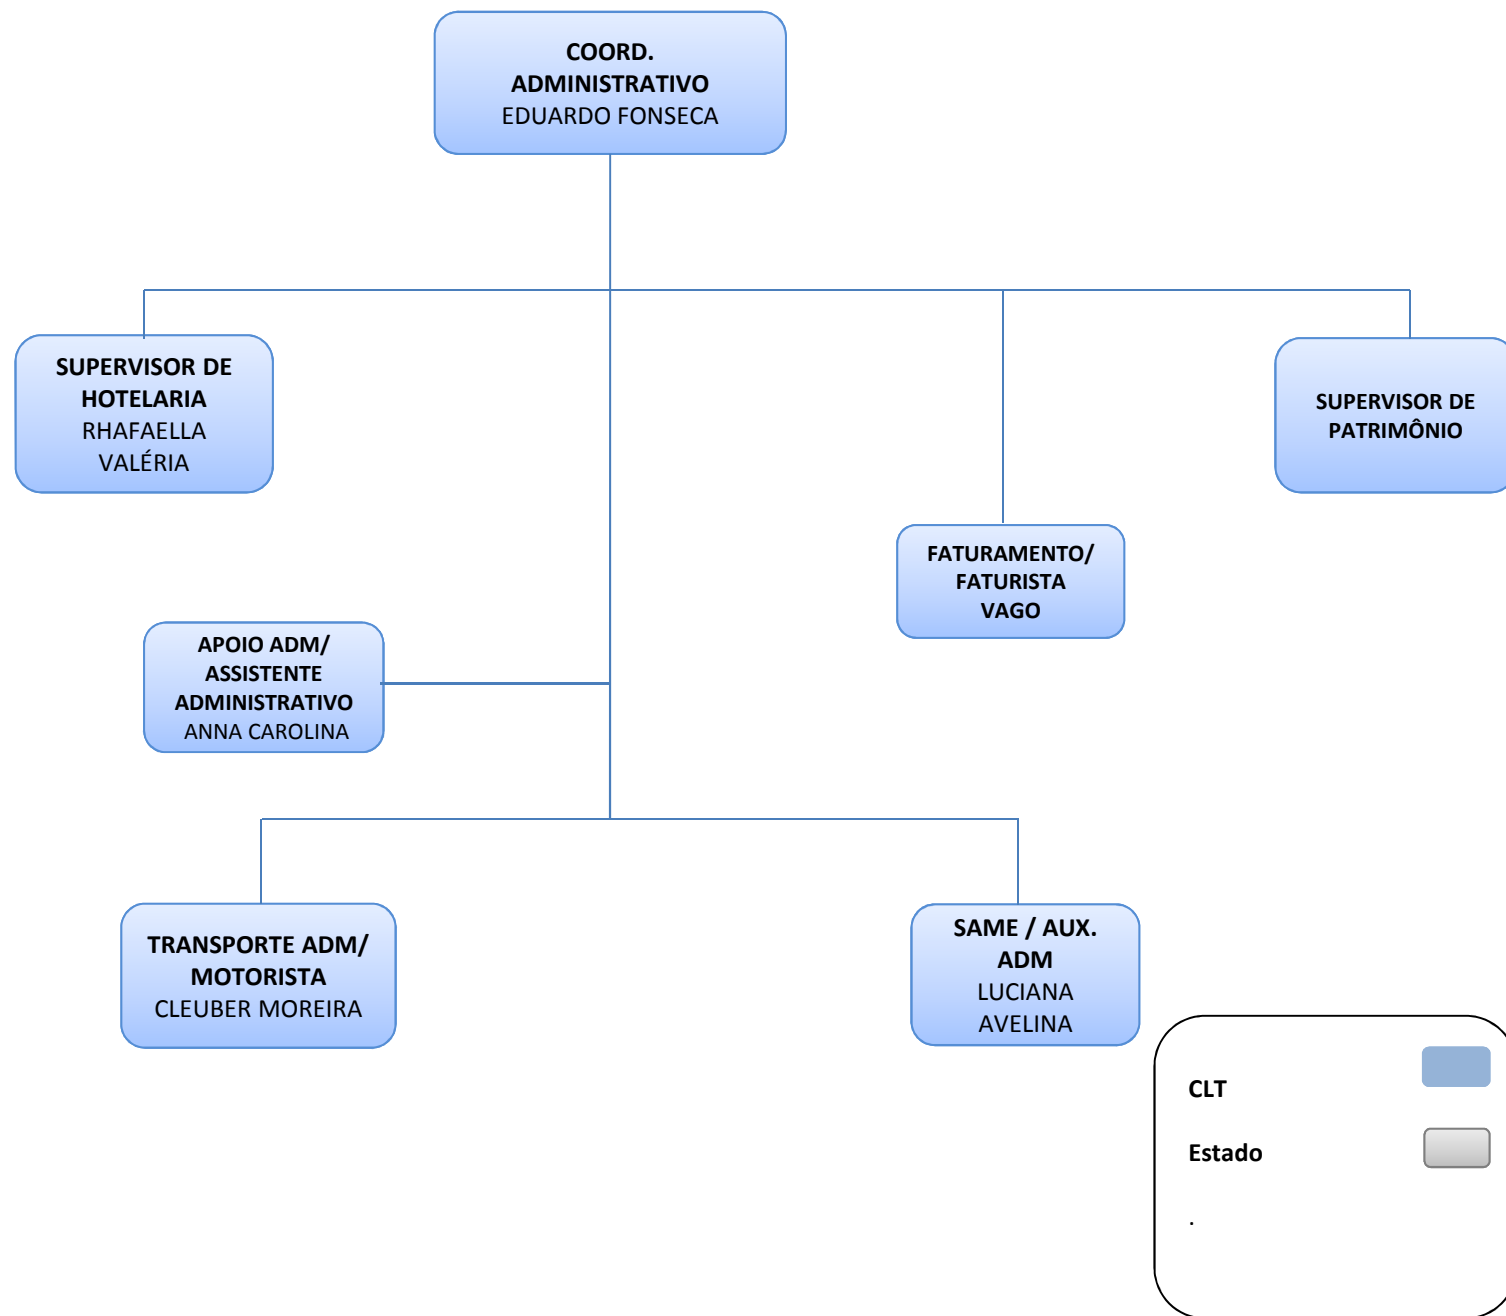 COORD.
ADMINISTRATIVO
EDUARDO FONSECA
SUPERVISOR DE
HOTELARIA
RHAFAELLA
VALÉRIA
SUPERVISOR DE
PATRIMÔNIO
FATURAMENTO/
FATURISTA
VAGO
APOIO ADM/
ASSISTENTE
ADMINISTRATIVO
ANNA CAROLINA
TRANSPORTE ADM/
MOTORISTA
CLEUBER MOREIRA
SAME / AUX.
ADM
LUCIANA
AVELINA
CLT
Estado
.